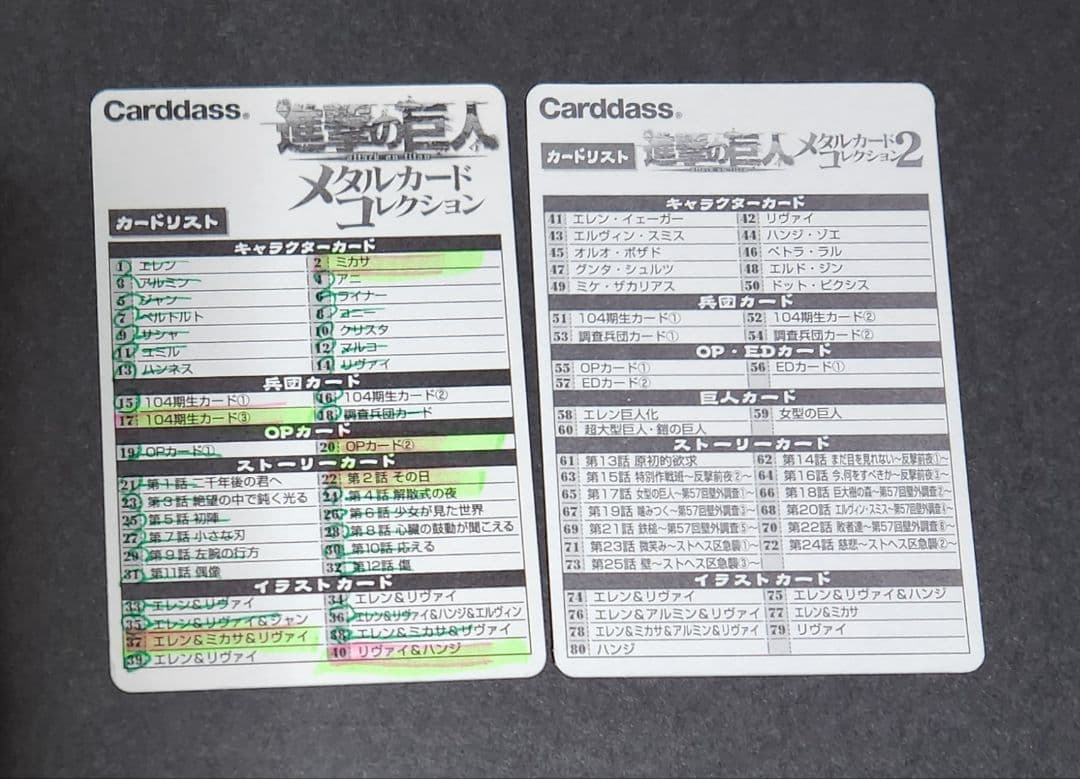 Carddass®
進撃の巨人
attack on titan
メタルカード
コレクション
カードリスト
キャラクターカード
1 エレン 2 ミカサ
3 アルミン 4 アニ
5 ジャン 6 ライナー
7 ベルトルト 8 コニー
9 サシャ 10 クリスタ
11 ユミル 12 マルコー
13 ハンネス 14 リヴァイ
兵団カード
15 104期生カード① 16 104期生カード②
17 104期生カード③ 18 調査兵団カード
OPカード
19 OPカード① 20 OPカード②
ストーリーカード
21 第1話 二千年後の君へ 22 第2話 その日
23 第3話 絶望の中で鈍く光る 24 第4話 解散式の夜
25 第5話 初陣 26 第6話 少女が見た世界
27 第7話 小さな刃 28 第8話 心臓の鼓動が聞こえる
29 第9話 左腕の行方 30 第10話 応える
31 第11話 偶像 32 第12話 傷
イラストカード
33 エレン&リヴァイ 34 エレン&リヴァイ
35 エレン&リヴァイ&ジャン 36 エレン&リヴァイ&ハンジ&エルヴィン
37 エレン&ミカサ&リヴァイ 38 エレン&ミカサ&リヴァイ
39 エレン&リヴァイ 40 リヴァイ&ハンジ
Carddass®
カードリスト 進撃の巨人 メタルカードコレクション2
attack on titan
キャラクターカード
41 エレン・イェーガー 42 リヴァイ
43 エルヴィン・スミス 44 ハンジ・ゾエ
45 オルオ・ボザド 46 ペトラ・ラル
47 グンタ・シュルツ 48 エルド・ジン
49 ミケ・ザカリアス 50 ドット・ピクシス
兵団カード
51 104期生カード① 52 104期生カード②
53 調査兵団カード① 54 調査兵団カード②
OP・EDカード
55 OPカード① 56 EDカード①
57 EDカード②
巨人カード
58 エレン巨人化 59 女型の巨人
60 超大型巨人・鎧の巨人
ストーリーカード
61 第13話 原初的欲求 62 第14話 まだ目を見れない~反撃前夜①~
63 第15話 特別作戦班~反撃前夜②~ 64 第16話 今、何をすべきか~反撃前夜③~
65 第17話 女型の巨人~第57回壁外調査①~ 66 第18話 巨大樹の森~第57回壁外調査②~
67 第19話 噛みつく~第57回壁外調査③~ 68 第20話 エルヴィン・スミス~第57回壁外調査④~
69 第21話 鉄槌~第57回壁外調査⑤~ 70 第22話 敗者達~第57回壁外調査⑥~
71 第23話 微笑み~ストヘス区急襲①~ 72 第24話 慈悲~ストヘス区急襲②~
73 第25話 壁~ストヘス区急襲③~
イラストカード
74 エレン&リヴァイ 75 エレン&リヴァイ&ハンジ
76 エレン&アルミン&リヴァイ 77 エレン&ミカサ
78 エレン&ミカサ&アルミン&リヴァイ 79 リヴァイ
80 ハンジ